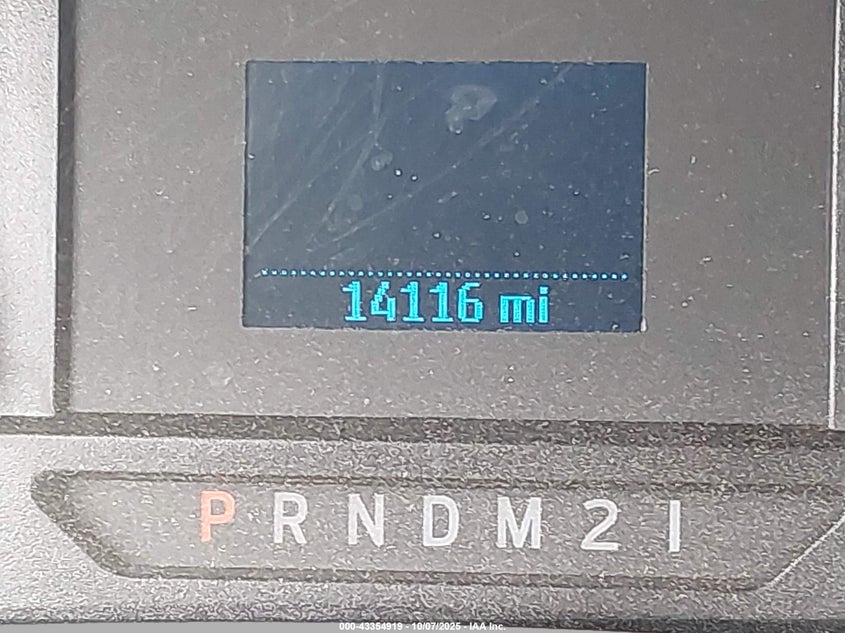 14116 mi
P R N D M 2 1
000-43354919 - 10/07/2025 - IAA Inc.